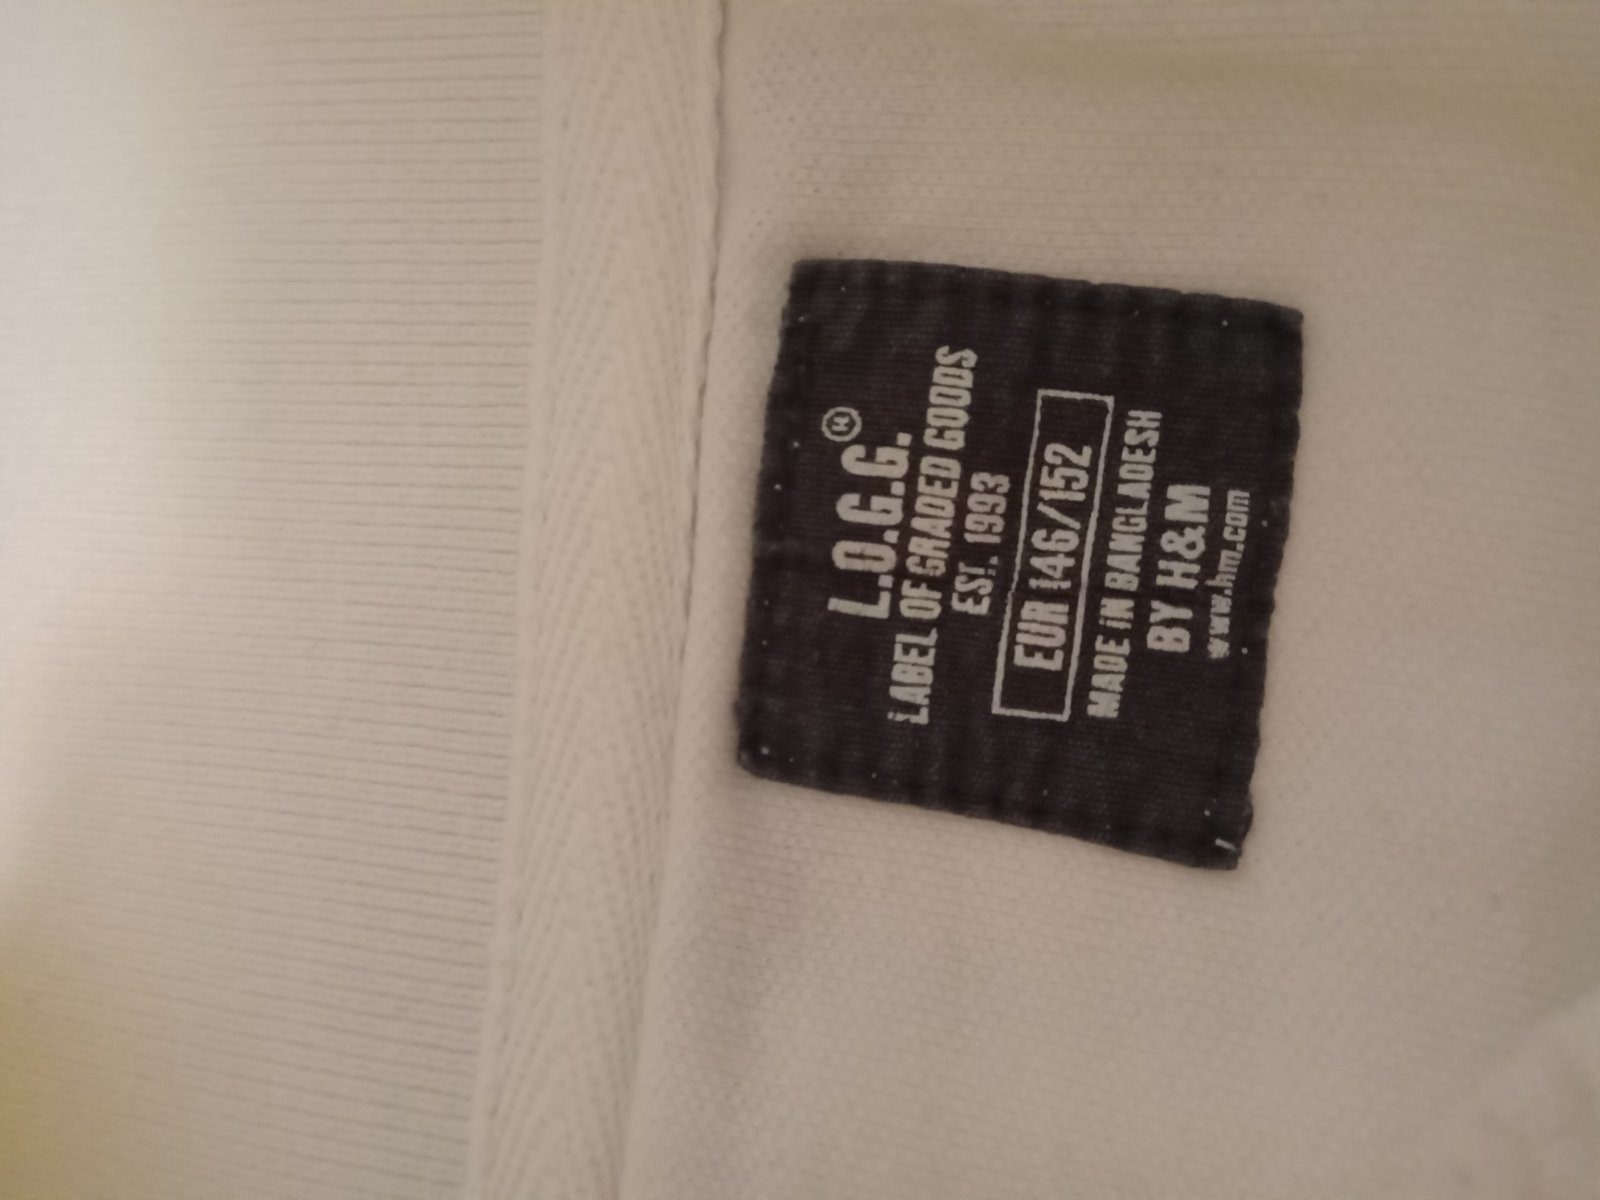 L.O.G.G.®
LABEL OF GRADED GOODS
EST. 1993
EUR 146/152
MADE IN BANGLADESH
BY H&M
www.hm.com